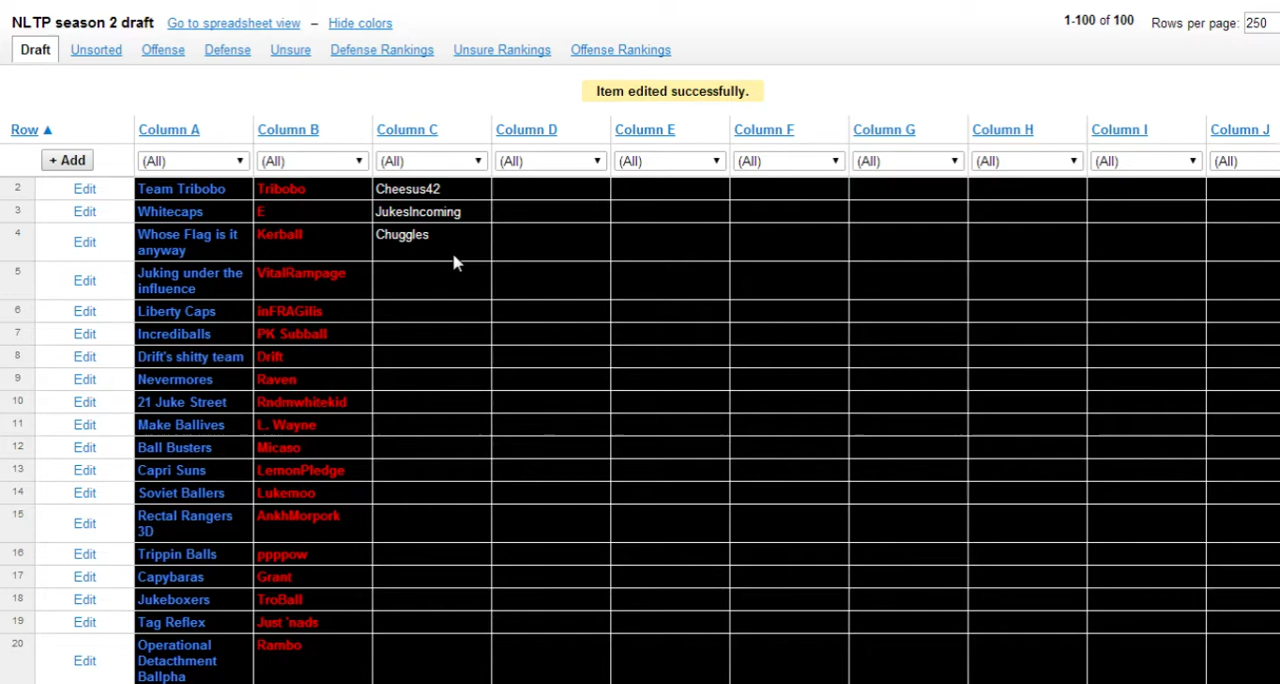 NLTP season 2 draft Go to spreadsheet view – Hide colors 1-100 of 100 Rows per page: 250
Draft Unsorted Offense Defense Unsure Defense Rankings Unsure Rankings Offense Rankings
Item edited successfully.
Row ▲ Column A Column B Column C Column D Column E Column F Column G Column H Column I Column J
+ Add (All) (All) (All) (All) (All) (All) (All) (All) (All) (All)
2 Edit Team Tribobo Tribobo Cheesus42
3 Edit Whitecaps E JukesIncoming
4 Edit Whose Flag is it Kerball Chuggles
anyway
5 Edit Juking under the VitalRampage
influence
6 Edit Liberty Caps inFRAGilis
7 Edit Incrediballs PK Subball
8 Edit Drift's shitty team Drift
9 Edit Nevermores Raven
10 Edit 21 Juke Street Rndmwhitekid
11 Edit Make Ballives L. Wayne
12 Edit Ball Busters Micaso
13 Edit Capri Suns LemonPledge
14 Edit Soviet Ballers Lukemoo
15 Edit Rectal Rangers AnkhMorpork
3D
16 Edit Trippin Balls ppppow
17 Edit Capybaras Grant
18 Edit Jukeboxers TroBall
19 Edit Tag Reflex Just 'nads
20 Edit Operational Rambo
Detacthment
Ballpha